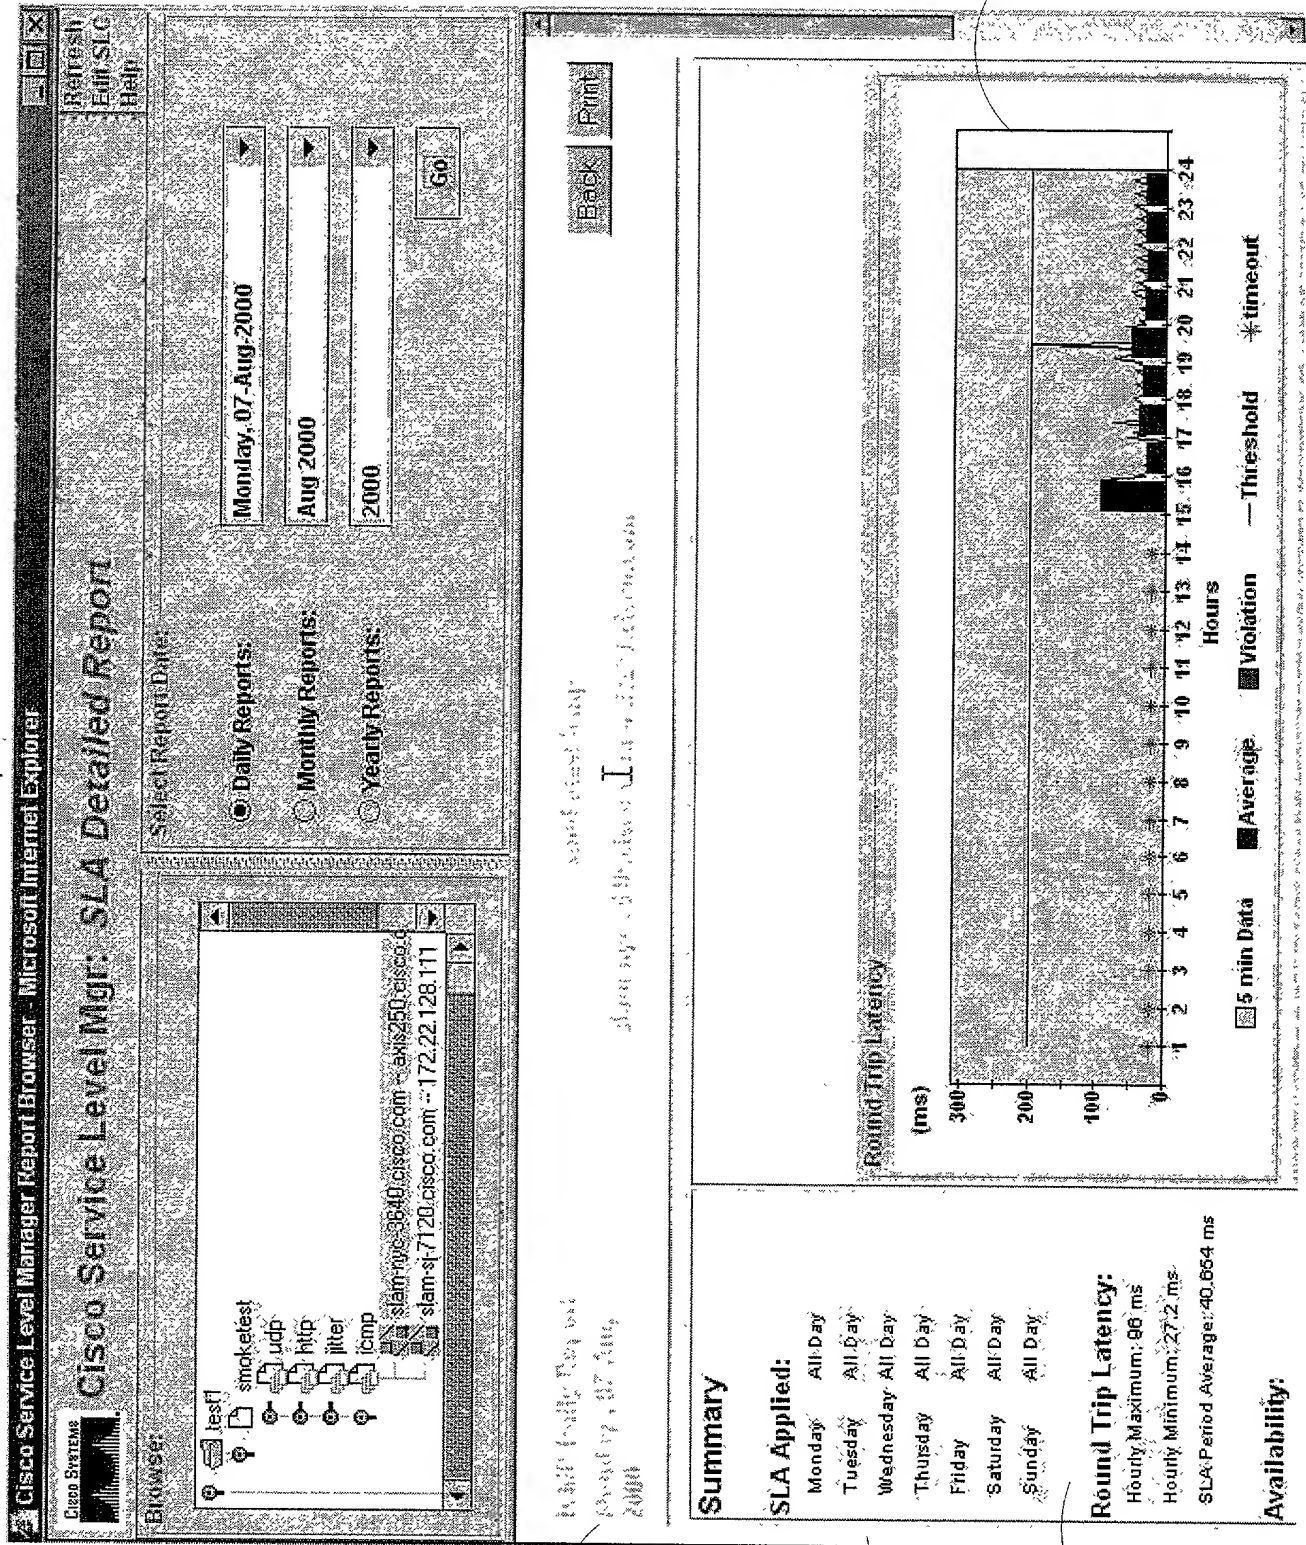 Cisco Service Level Manager Report Browser - Microsoft Internet Explorer
CISCO SYSTEMS
Cisco Service Level Mgr: SLA Detailed Report
Refresh
Edit SLC
Help
Browse:
test1
smoketest
udp
http
jitter
icmp
slam-nyc-3640.cisco.com -- axis250.cisco.c
slam-sj-7120.cisco.com -- 172.22.128.111
Select Report Date:
Daily Reports:
Monday, 07-Aug-2000
Monthly Reports:
Aug 2000
Yearly Reports:
2000
Go
Back
Print
2000
Summary
SLA Applied:
Monday All Day
Tuesday All Day
Wednesday All Day
Thursday All Day
Friday All Day
Saturday All Day
Sunday All Day
Round Trip Latency:
Hourly Maximum: 96 ms
Hourly Minimum: 27.2 ms
SLA Period Average: 40.654 ms
Availability:
Round Trip Latency
(ms)
300
200
100
0
1 2 3 4 5 6 7 8 9 10 11 12 13 14 15 16 17 18 19 20 21 22 23 24
Hours
5 min Data Average Violation Threshold timeout